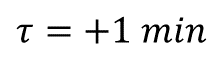 τ = +1 min